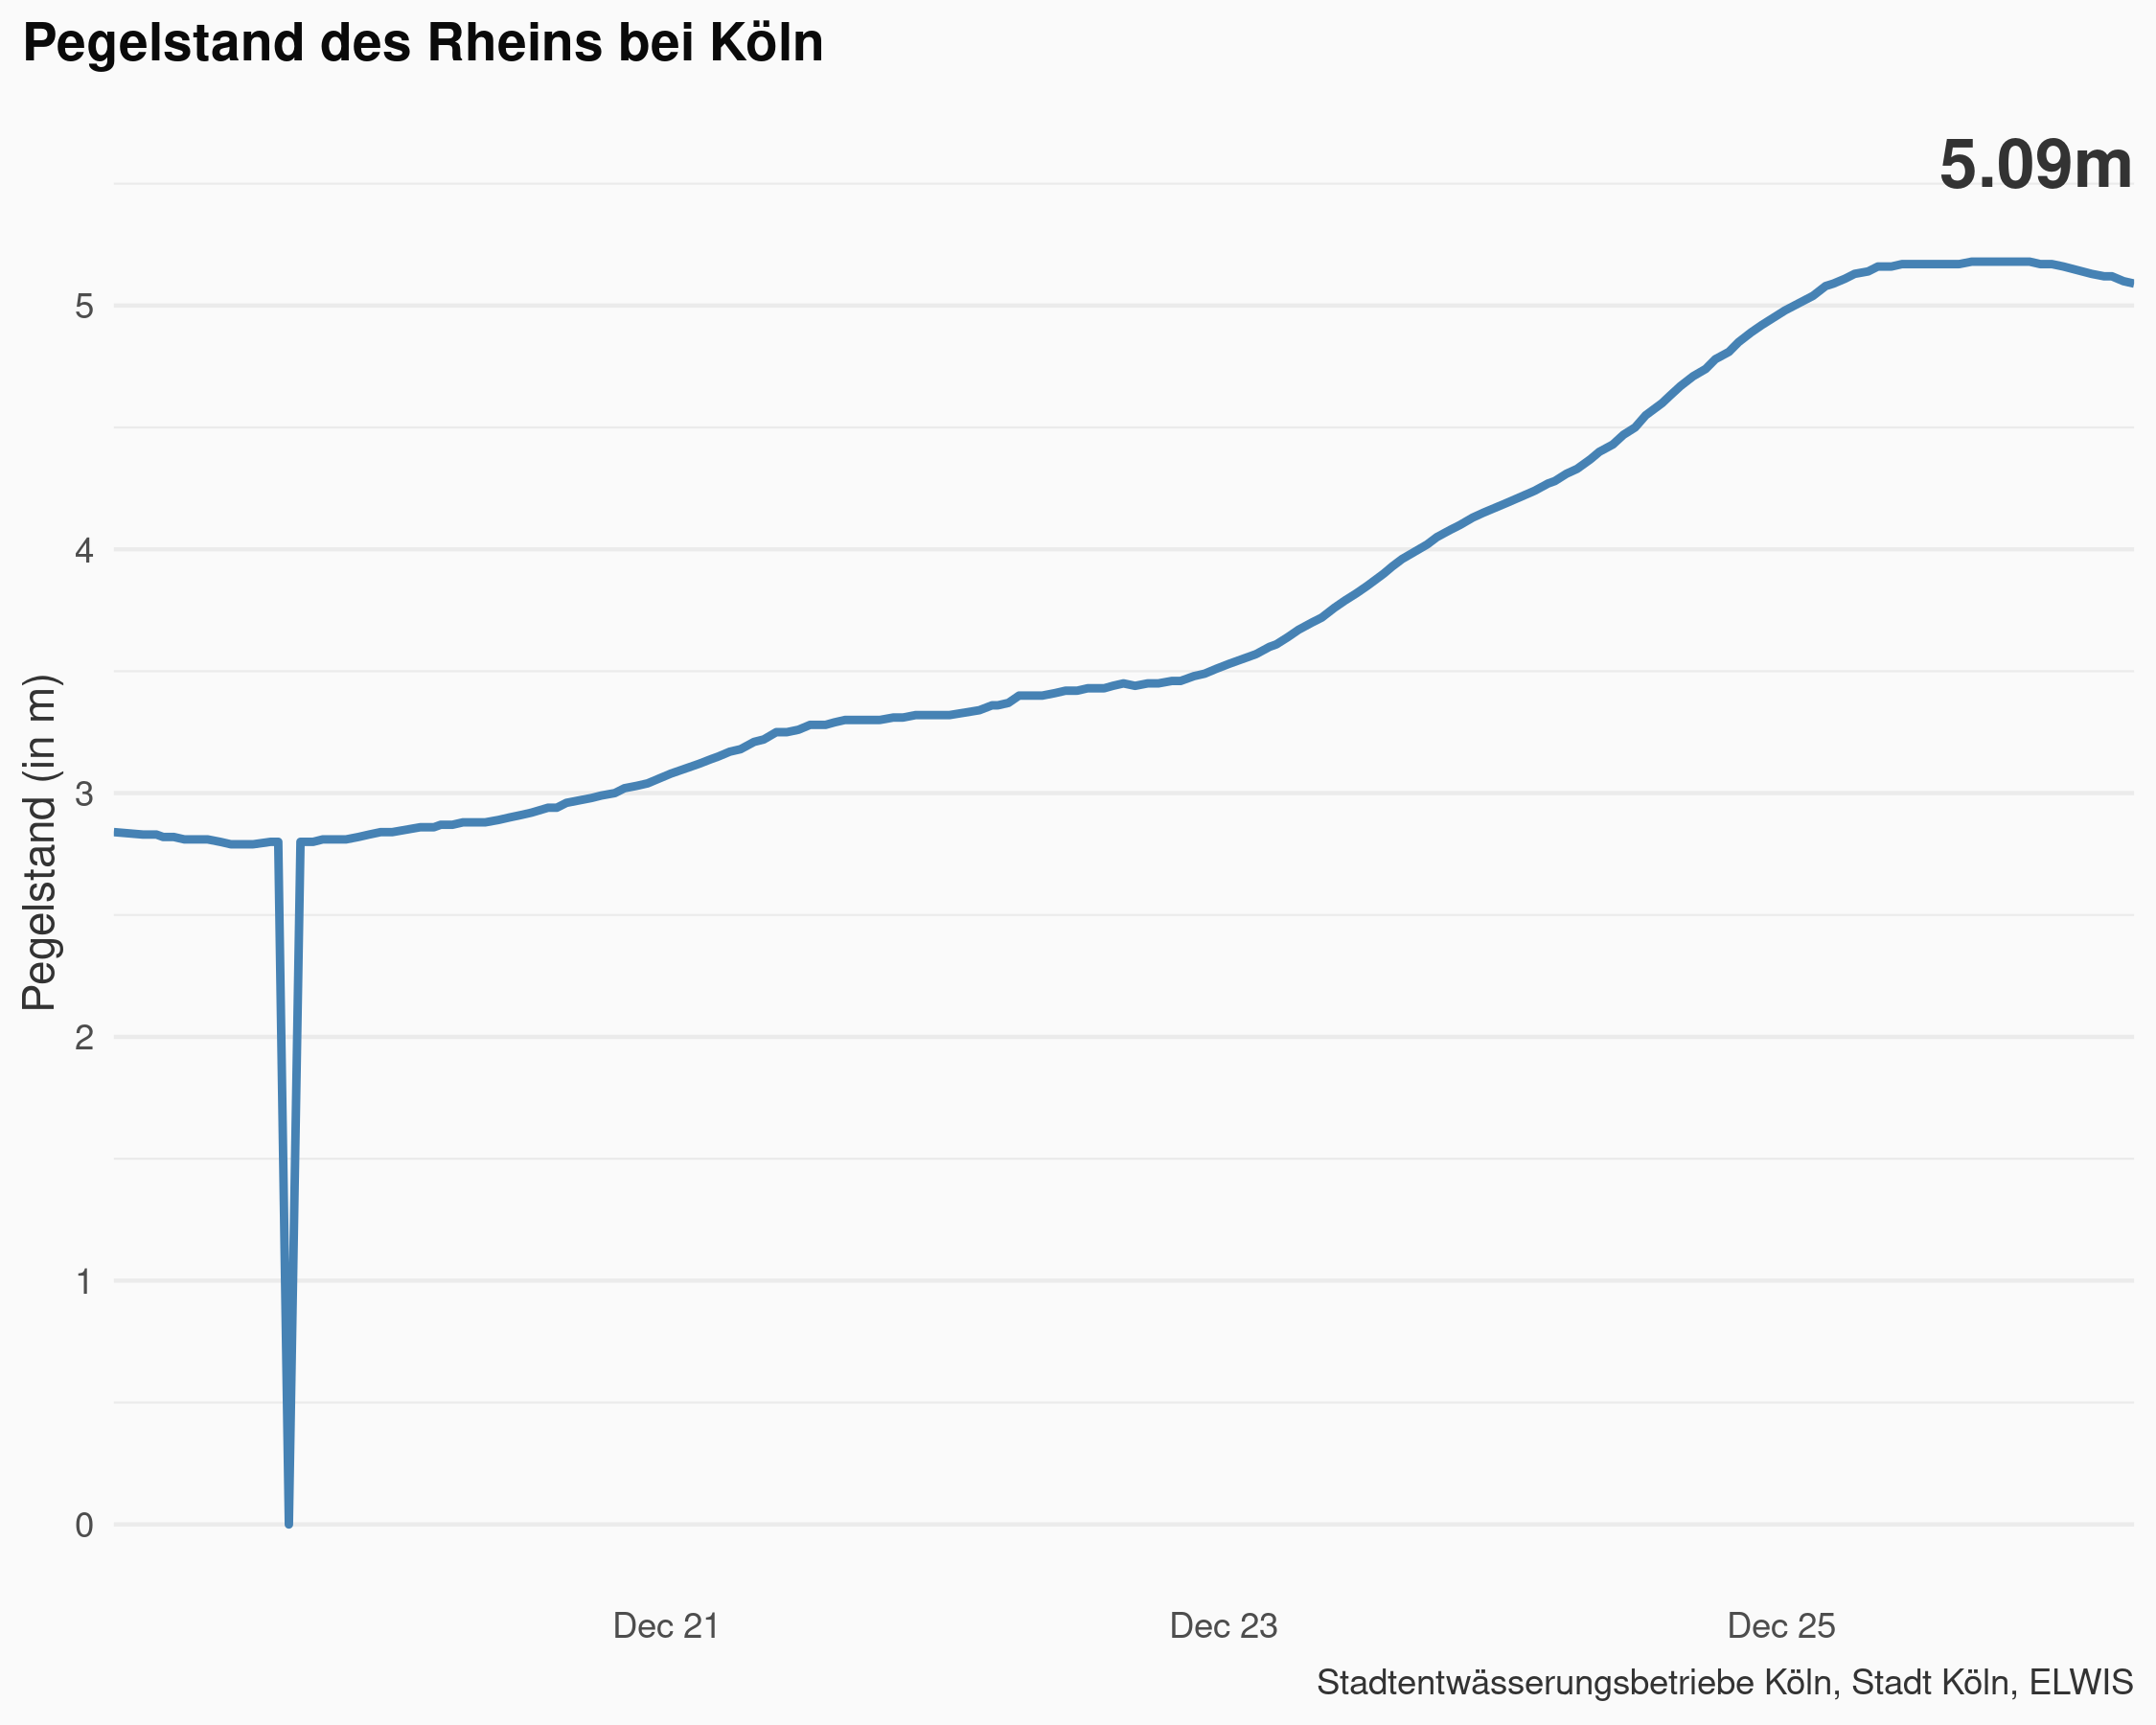 Pegelstand des Rheins bei Köln
5.09m
Pegelstand (in m)
5
4
3
2
1
0
Dec 21
Dec 23
Dec 25
Stadtentwässerungsbetriebe Köln, Stadt Köln, ELWIS